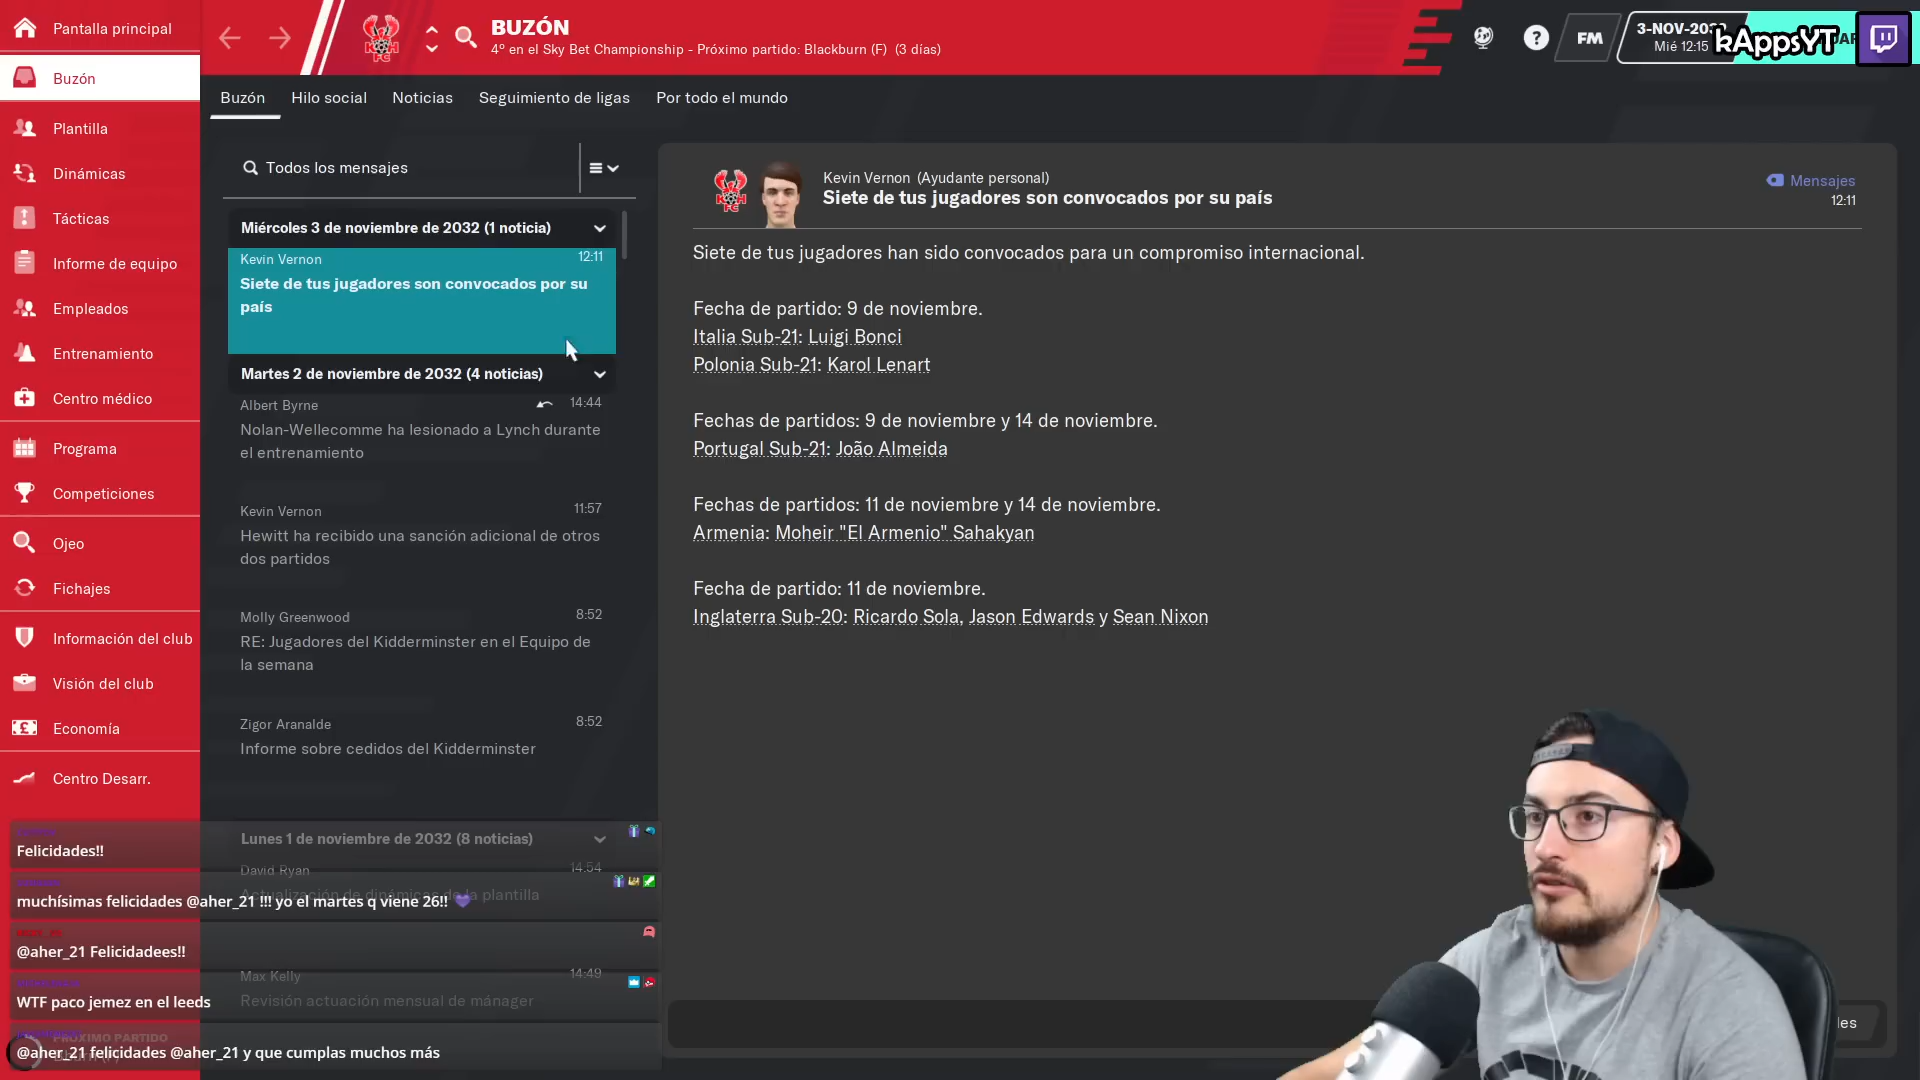 Pantalla principal
Buzón
Plantilla
Dinámicas
Tácticas
Informe de equipo
Empleados
Entrenamiento
Centro médico
Programa
Competiciones
Ojeo
Fichajes
Información del club
Visión del club
Economía
Centro Desarr.
BUZÓN
4º en el Sky Bet Championship - Próximo partido: Blackburn (F) (3 días)
FM
3-NOV-2032
Mié 12:15
kAppsYT
Buzón
Hilo social
Noticias
Seguimiento de ligas
Por todo el mundo
Todos los mensajes
Miércoles 3 de noviembre de 2032 (1 noticia)
Kevin Vernon
12:11
Siete de tus jugadores son convocados por su
país
Martes 2 de noviembre de 2032 (4 noticias)
Albert Byrne
14:44
Nolan-Wellecomme ha lesionado a Lynch durante
el entrenamiento
Kevin Vernon
11:57
Hewitt ha recibido una sanción adicional de otros
dos partidos
Molly Greenwood
8:52
RE: Jugadores del Kidderminster en el Equipo de
la semana
Zigor Aranalde
8:52
Informe sobre cedidos del Kidderminster
Lunes 1 de noviembre de 2032 (8 noticias)
David Ryan
14:54
Actualización de dinámicas de la plantilla
Max Kelly
14:49
Revisión actuación mensual de mánager
Kevin Vernon (Ayudante personal)
Siete de tus jugadores son convocados por su país
Mensajes
12:11
Siete de tus jugadores han sido convocados para un compromiso internacional.
Fecha de partido: 9 de noviembre.
Italia Sub-21: Luigi Bonci
Polonia Sub-21: Karol Lenart
Fechas de partidos: 9 de noviembre y 14 de noviembre.
Portugal Sub-21: João Almeida
Fechas de partidos: 11 de noviembre y 14 de noviembre.
Armenia: Moheir "El Armenio" Sahakyan
Fecha de partido: 11 de noviembre.
Inglaterra Sub-20: Ricardo Sola, Jason Edwards y Sean Nixon
Felicidades!!
muchísimas felicidades @aher_21 !!! yo el martes q viene 26!! 💜
@aher_21 Felicidadees!!
WTF paco jemez en el leeds
PRÓXIMO PARTIDO
@aher_21 felicidades @aher_21 y que cumplas muchos más